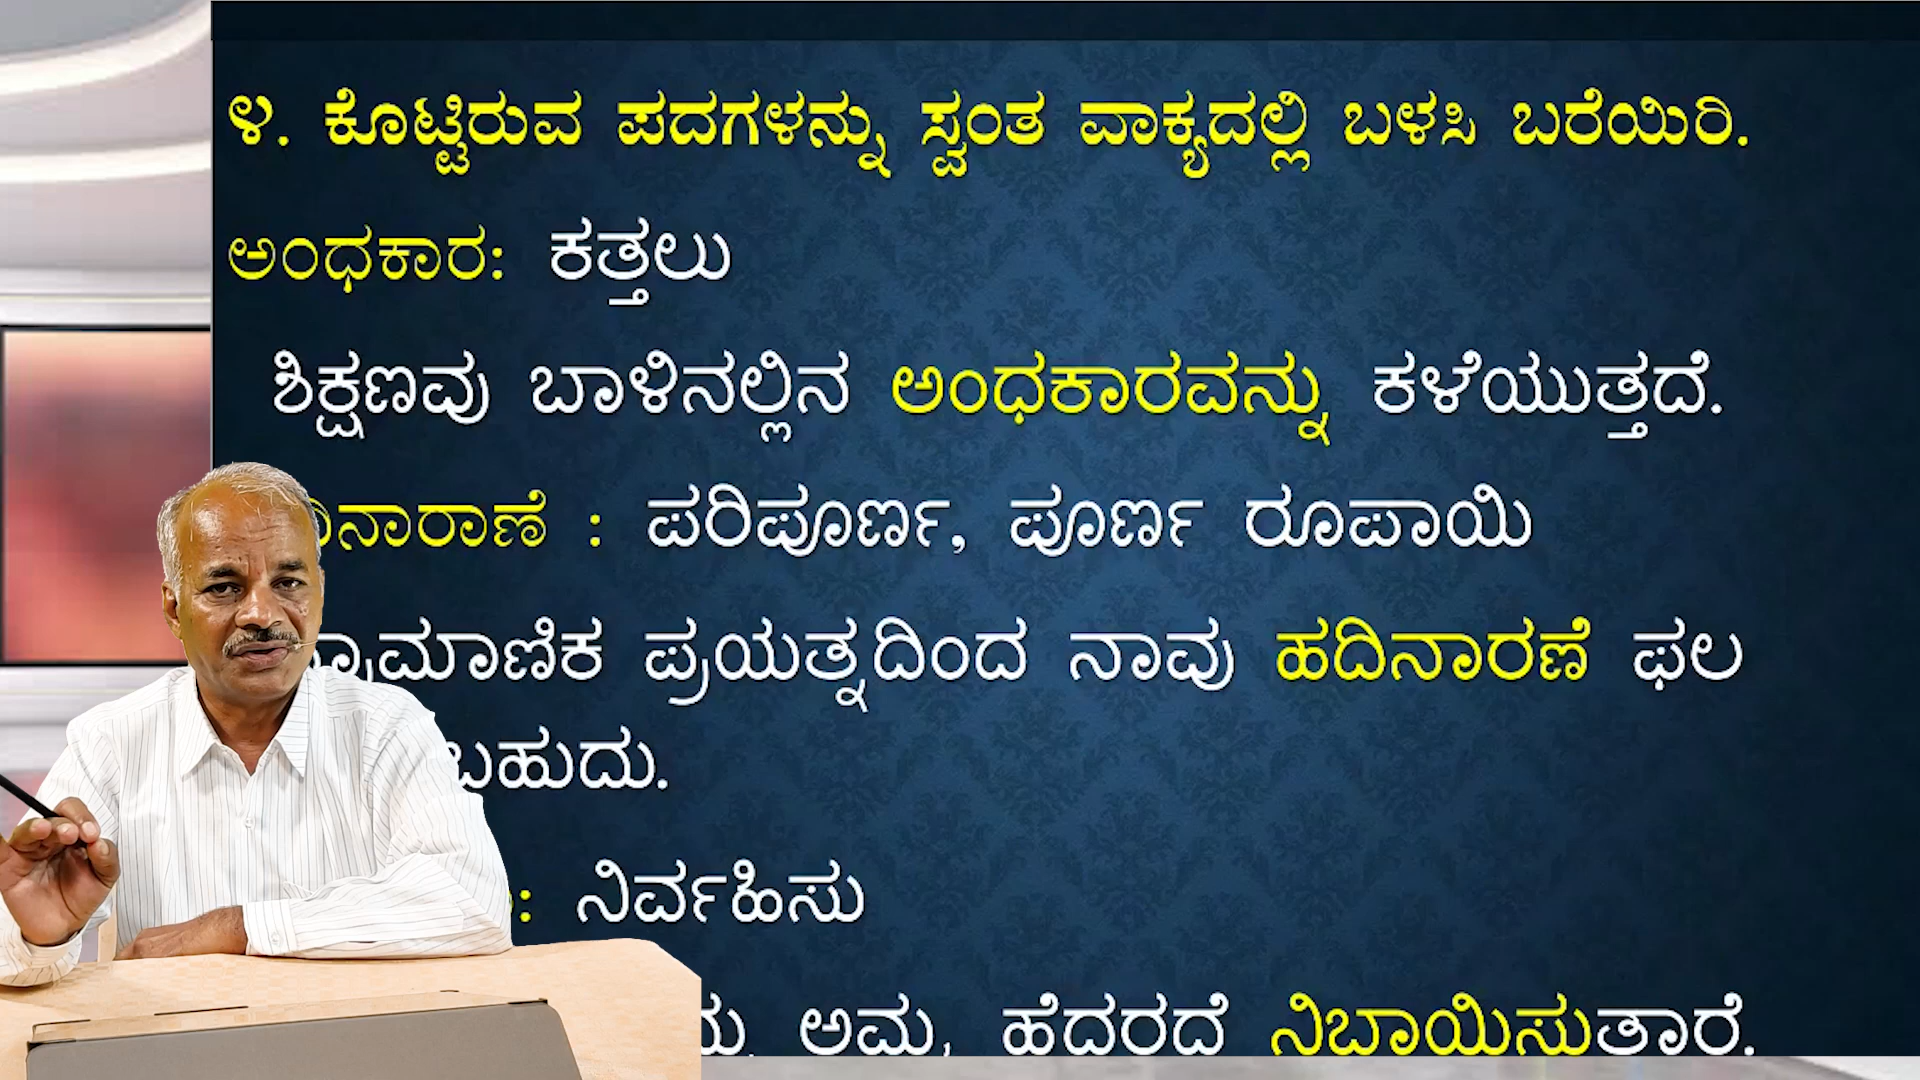 ೪. ಕೊಟ್ಟಿರುವ ಪದಗಳನ್ನು ಸ್ವಂತ ವಾಕ್ಯದಲ್ಲಿ ಬಳಸಿ ಬರೆಯಿರಿ.
ಅಂಧಕಾರ: ಕತ್ತಲು
ಶಿಕ್ಷಣವು ಬಾಳಿನಲ್ಲಿನ ಅಂಧಕಾರವನ್ನು ಕಳೆಯುತ್ತದೆ.
: ಪರಿಪೂರ್ಣ, ಪೂರ್ಣ ರೂಪಾಯಿ
ಪ್ರಯತ್ನದಿಂದ ನಾವು ಹದಿನಾರಣೆ ಫಲ
ಬಹುದು.
: ನಿರ್ವಹಿಸು
ಹೆದರದೆ ನಿಬಾಯಿಸುತಾರೆ.